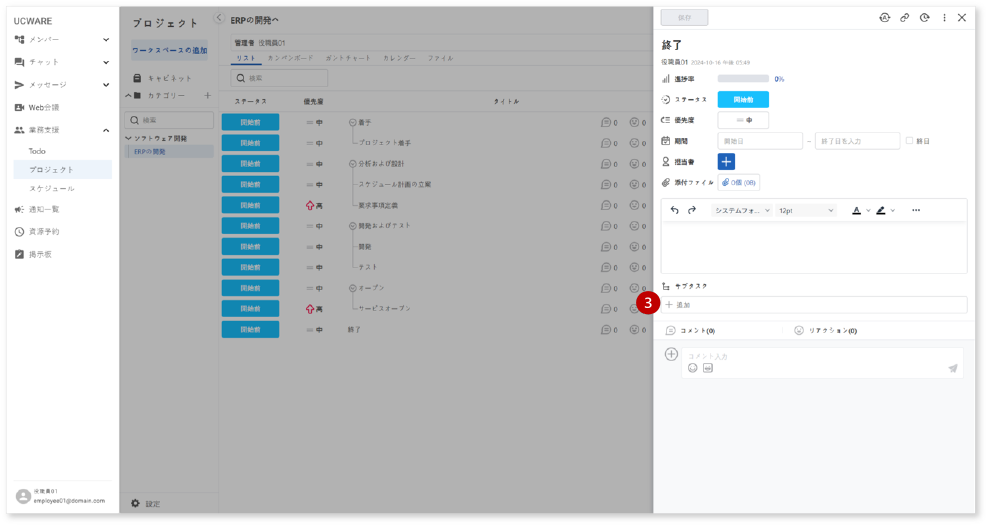 UCWARE
メンバー
チャット
メッセージ
Web会議
業務支援
Todo
プロジェクト
スケジュール
通知一覧
資源予約
掲示板
役職員01
employee01@domain.com
プロジェクト
ワークスペースの追加
キャビネット
カテゴリー
検索
ソフトウェア開発
ERPの開発
設定
ERPの開発へ
管理者 役職員01
リスト カンバンボード ガントチャート カレンダー ファイル
検索
ステータス 優先度 タイトル
開始前 中 着手 0 0
開始前 中 プロジェクト着手 0 0
開始前 中 分析および設計 0 0
開始前 中 スケジュール計画の立案 0 0
開始前 高 要求事項定義 0 0
開始前 中 開発およびテスト 0 0
開始前 中 開発 0 0
開始前 中 テスト 0 0
開始前 中 オープン 0 0
開始前 高 サービスオープン 0 0
開始前 中 終了 0 0
保存
終了
役職員01 2024-10-16 午後 05:49
進捗率 0%
ステータス 開始前
優先度 中
期間 開始日 – 終了日を入力 終日
担当者
添付ファイル 0個 (0B)
システムフォ... 12pt A
サブタスク
3
追加
コメント(0) リアクション(0)
コメント入力